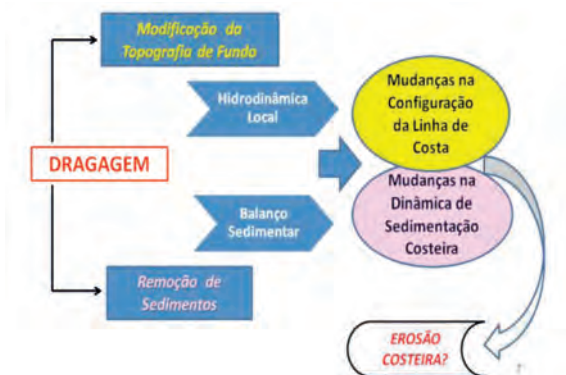 Modificação da
Topografia de Fundo
Hidrodinâmica
Local
Mudanças na
Configuração
da Linha de
Costa
DRAGAGEM
Mudanças na
Dinâmica de
Sedimentação
Costeira
Balanço
Sedimentar
Remoção de
Sedimentos
EROSÃO
COSTEIRA?